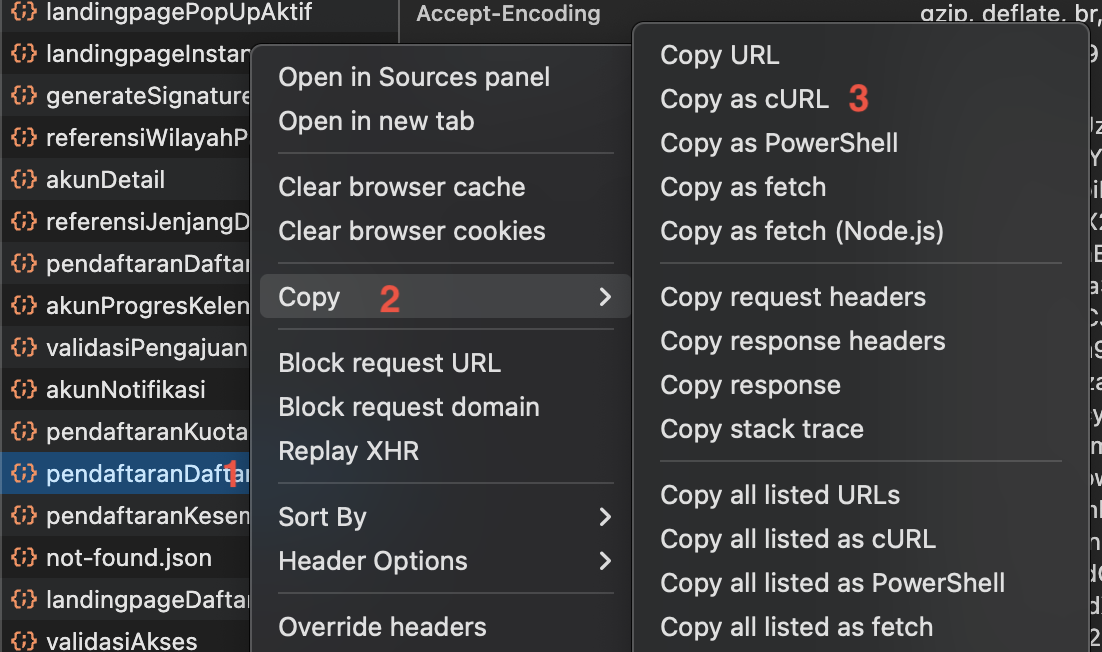 landingpagePopUpAktif
landingpageInstan
generateSignature
referensiWilayahP
akunDetail
referensiJenjangD
pendaftaranDaftar
akunProgresKelen
validasiPengajuan
akunNotifikasi
pendaftaranKuota
pendaftaranDaftar
1
pendaftaranKesem
not-found.json
landingpageDaftar
validasiAkses
Accept-Encoding
gzip, deflate, br,
Open in Sources panel
Open in new tab
Clear browser cache
Clear browser cookies
Copy 2
Block request URL
Block request domain
Replay XHR
Sort By
Header Options
Override headers
Copy URL
Copy as cURL 3
Copy as PowerShell
Copy as fetch
Copy as fetch (Node.js)
Copy request headers
Copy response headers
Copy response
Copy stack trace
Copy all listed URLs
Copy all listed as cURL
Copy all listed as PowerShell
Copy all listed as fetch